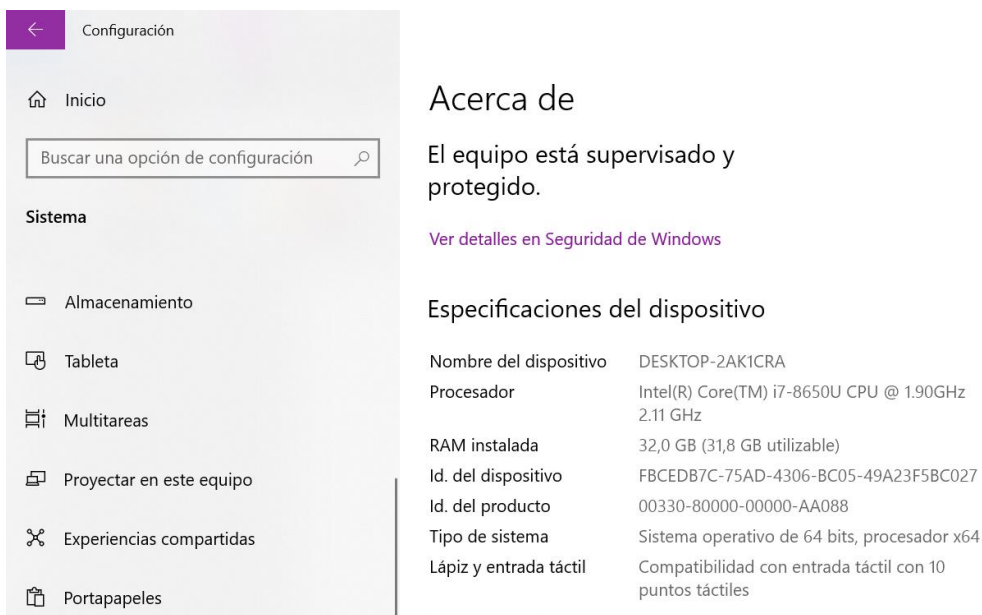 Configuración
Inicio
Buscar una opción de configuración
Sistema
Almacenamiento
Tableta
Multitareas
Proyectar en este equipo
Experiencias compartidas
Portapapeles
Acerca de
El equipo está supervisado y
protegido.
Ver detalles en Seguridad de Windows
Especificaciones del dispositivo
Nombre del dispositivo DESKTOP-2AK1CRA
Procesador Intel(R) Core(TM) i7-8650U CPU @ 1.90GHz
2.11 GHz
RAM instalada 32,0 GB (31,8 GB utilizable)
Id. del dispositivo FBCEDB7C-75AD-4306-BC05-49A23F5BC027
Id. del producto 00330-80000-00000-AA088
Tipo de sistema Sistema operativo de 64 bits, procesador x64
Lápiz y entrada táctil Compatibilidad con entrada táctil con 10
puntos táctiles